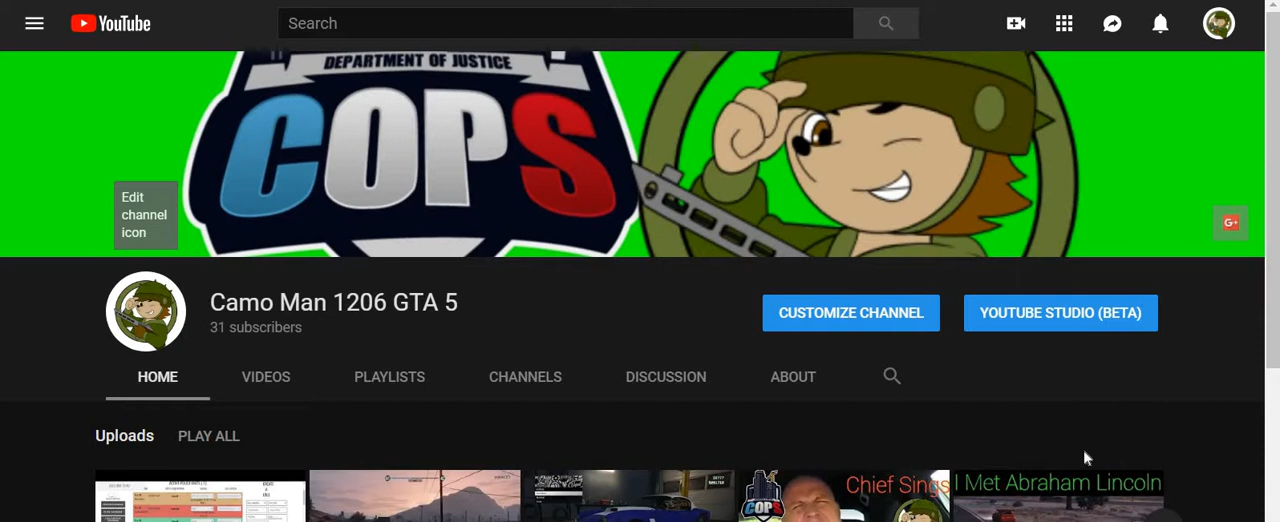 YouTube
Search
DEPARTMENT OF JUSTICE
COPS
Edit
channel
icon
G+
Camo Man 1206 GTA 5
31 subscribers
CUSTOMIZE CHANNEL
YOUTUBE STUDIO (BETA)
HOME VIDEOS PLAYLISTS CHANNELS DISCUSSION ABOUT
Uploads PLAY ALL
Chief Sings
I Met Abraham Lincoln
COPS